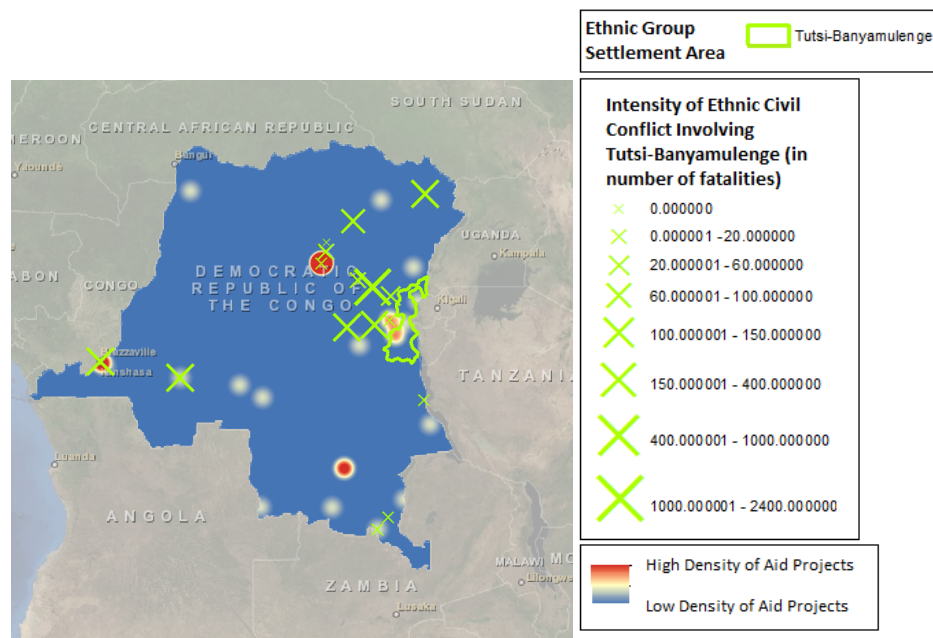 Ethnic Group
Settlement Area
Tutsi-Banyamulenge
SOUTH SUDAN
CENTRAL AFRICAN REPUBLIC
MEROON
Bangui
Yaoundé
UGANDA
Kampala
DEMOCRATIC
REPUBLIC OF
THE CONGO
ABON
CONGO
Kigali
Brazzaville
Kinshasa
TANZANIA
Luanda
ANGOLA
MALAWI
MO
Lilongwe
ZAMBIA
Lusaka
Intensity of Ethnic Civil
Conflict Involving
Tutsi-Banyamulenge (in
number of fatalities)
0.000000
0.000001 -20.000000
20.000001 -60.000000
60.000001 - 100.000000
100.000001 - 150.000000
150.000001 - 400.000000
400.000001 - 1000.000000
1000.000001 - 2400.000000
High Density of Aid Projects
Low Density of Aid Projects